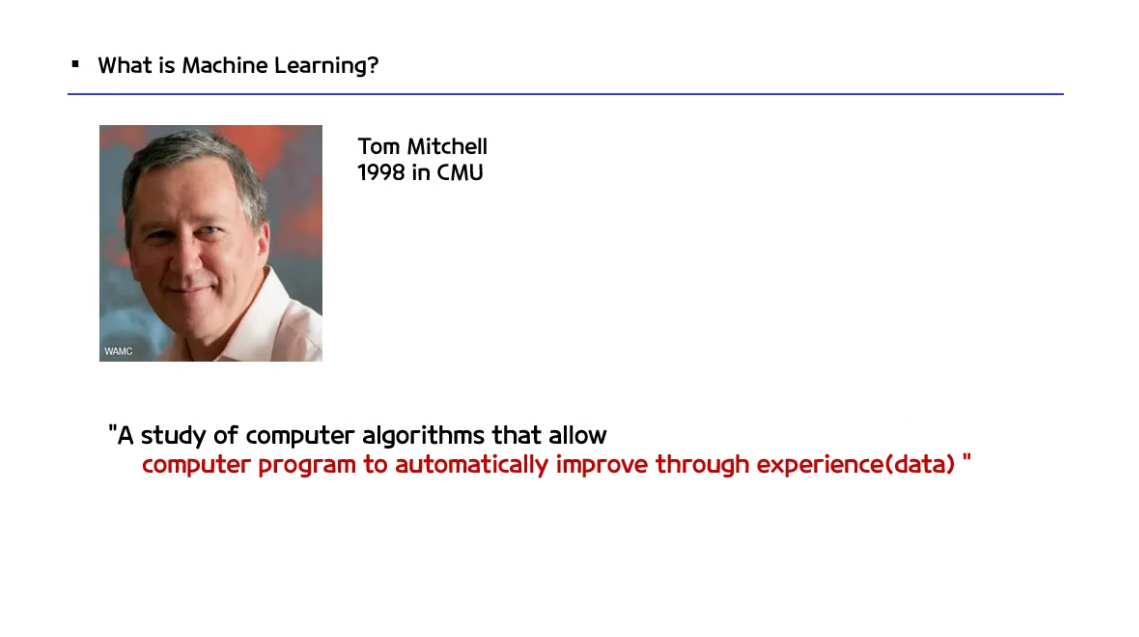 ▪ What is Machine Learning?
Tom Mitchell
1998 in CMU
WAMC
"A study of computer algorithms that allow
computer program to automatically improve through experience(data) "